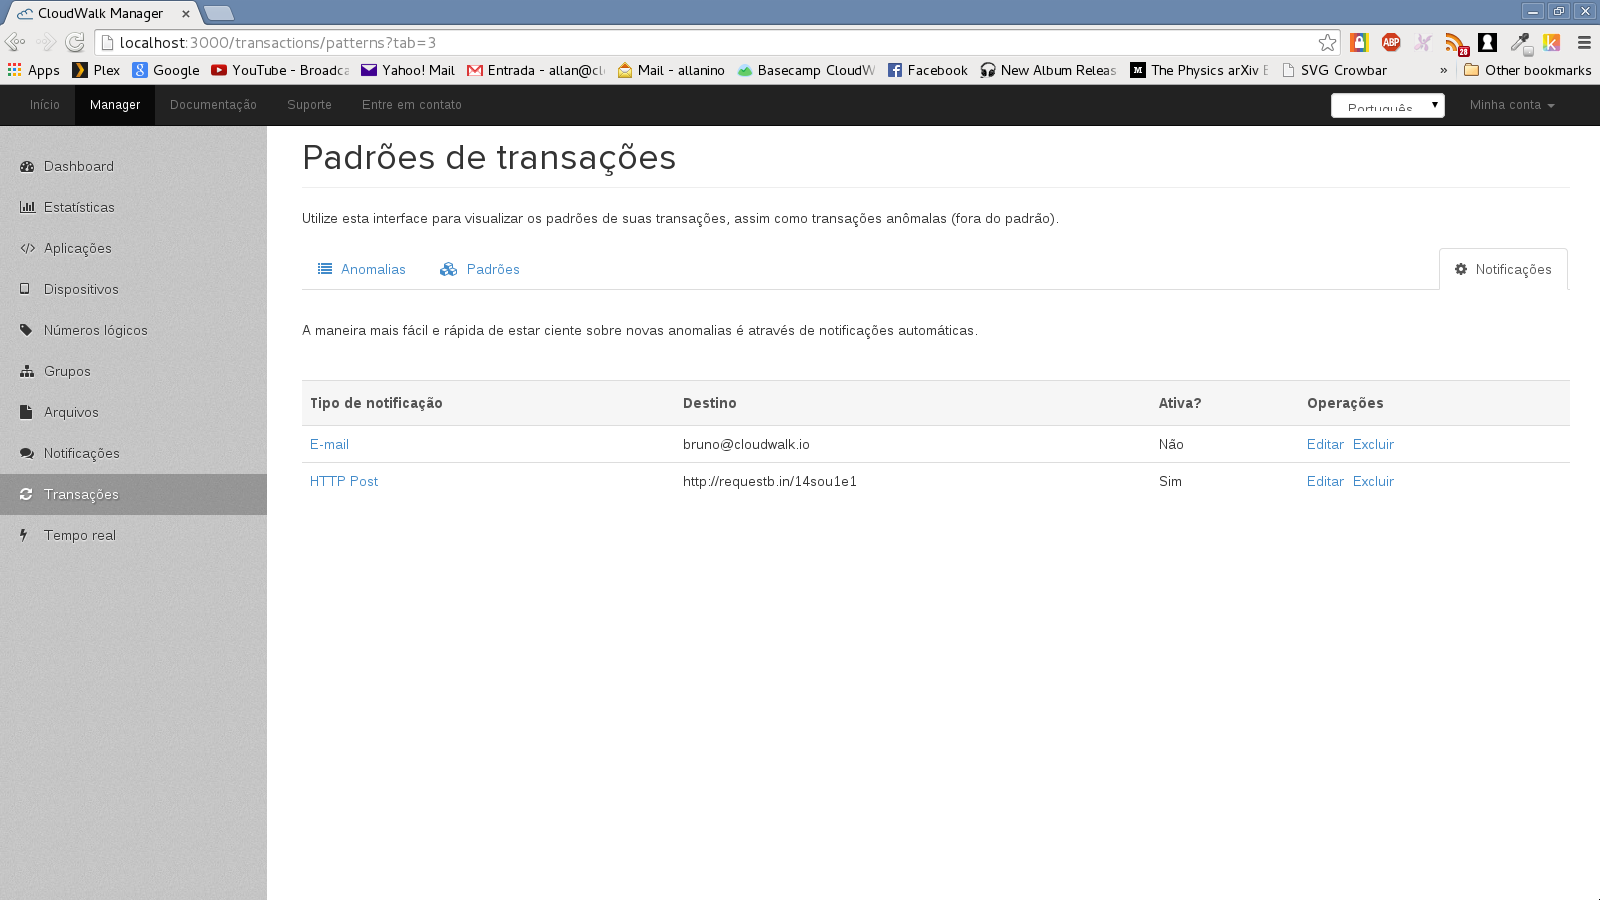 CloudWalk Manager
localhost:3000/transactions/patterns?tab=3
ABP 28 k
Apps Plex Google YouTube - Broadca Yahoo! Mail Entrada - allan@cl Mail - allanino Basecamp CloudW Facebook New Album Releas The Physics arXiv SVG Crowbar » Other bookmarks
Início Manager Documentação Suporte Entre em contato Português Minha conta
Dashboard
Estatísticas
Aplicações
Dispositivos
Números lógicos
Grupos
Arquivos
Notificações
Transações
Tempo real
Padrões de transações
Utilize esta interface para visualizar os padrões de suas transações, assim como transações anômalas (fora do padrão).
Anomalias Padrões Notificações
A maneira mais fácil e rápida de estar ciente sobre novas anomalias é através de notificações automáticas.
Tipo de notificação Destino Ativa? Operações
E-mail bruno@cloudwalk.io Não Editar Excluir
HTTP Post http://requestb.in/14sou1e1 Sim Editar Excluir